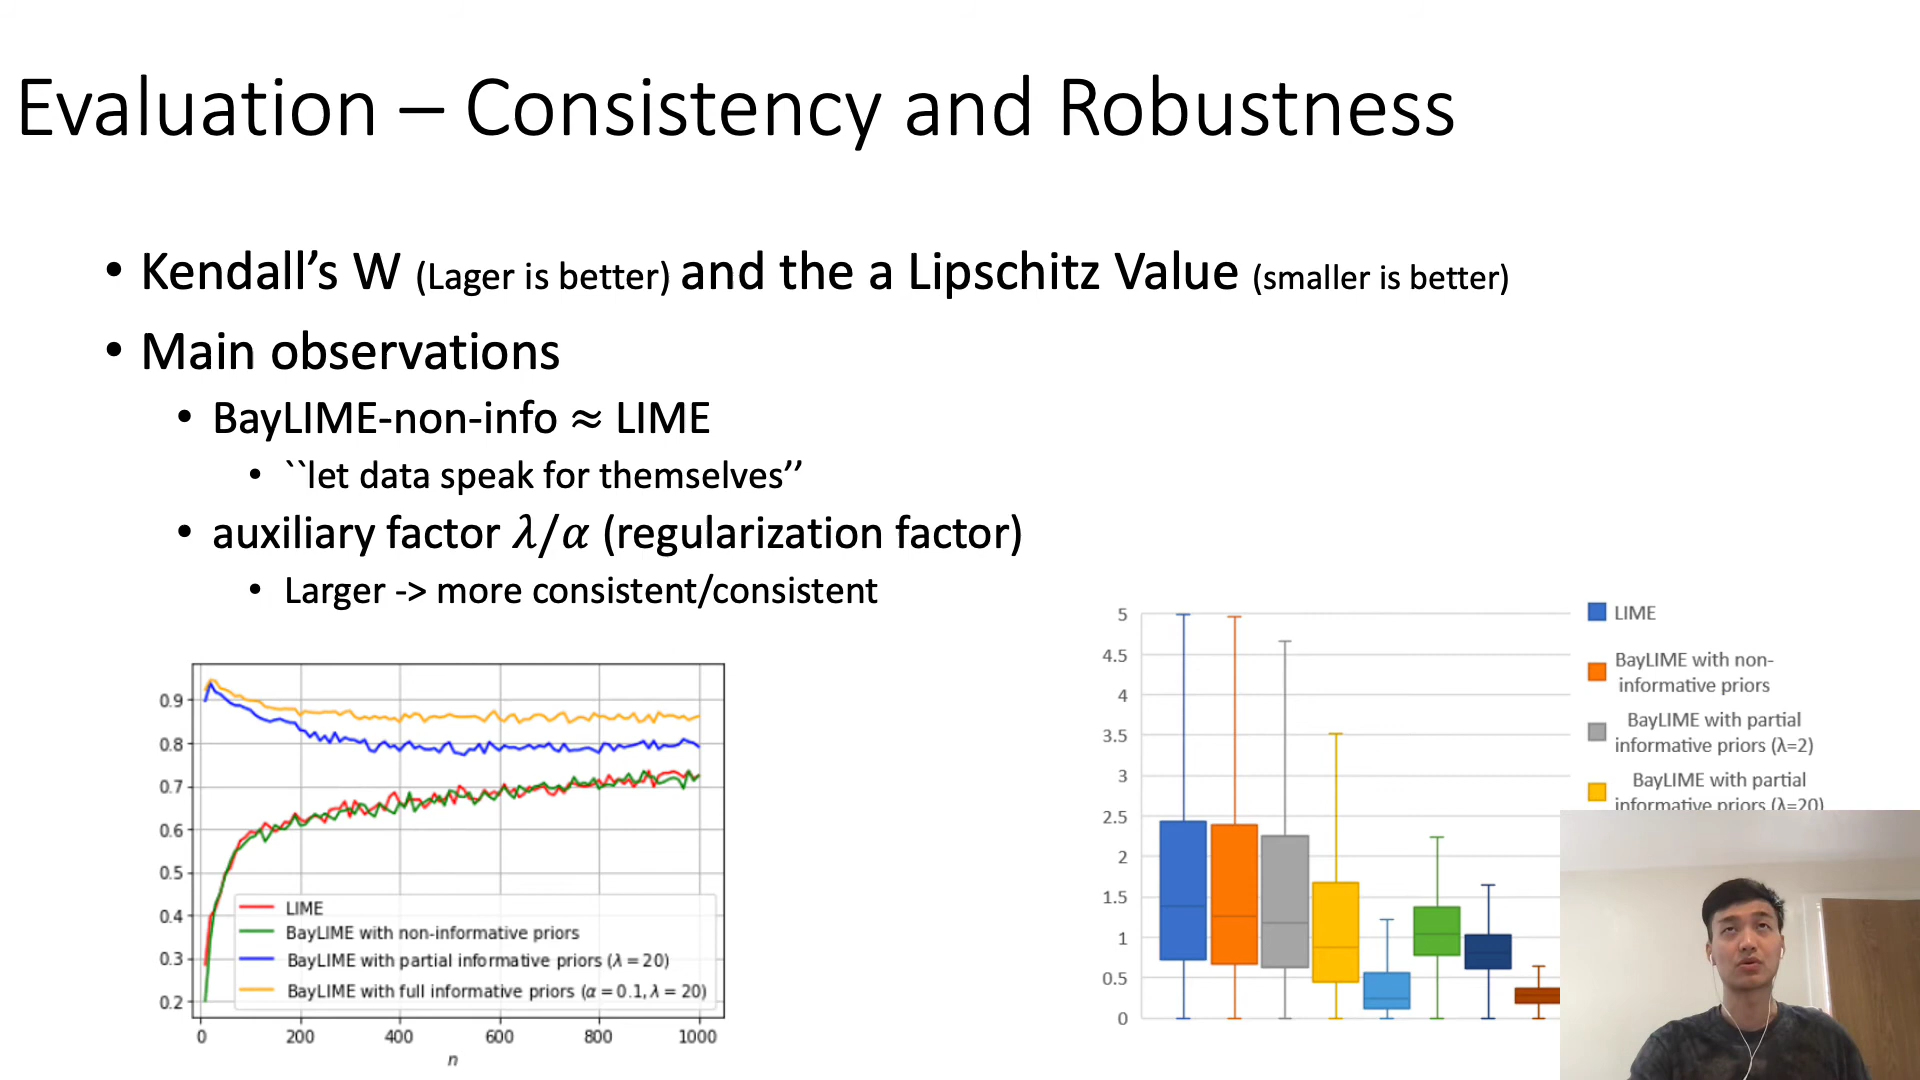 Evaluation – Consistency and Robustness
• Kendall’s W (Lager is better) and the a Lipschitz Value (smaller is better)
• Main observations
• BayLIME-non-info ≈ LIME
• ``let data speak for themselves’’
• auxiliary factor λ/α (regularization factor)
• Larger -> more consistent/consistent
0.9
0.8
0.7
0.6
0.5
0.4
0.3
0.2
LIME
BayLIME with non-informative priors
BayLIME with partial informative priors (λ = 20)
BayLIME with full informative priors (α = 0.1, λ = 20)
0 200 400 600 800 1000
n
5
4.5
4
3.5
3
2.5
2
1.5
1
0.5
0
LIME
BayLIME with non-
informative priors
BayLIME with partial
informative priors (λ=2)
BayLIME with partial
informative priors (λ=20)